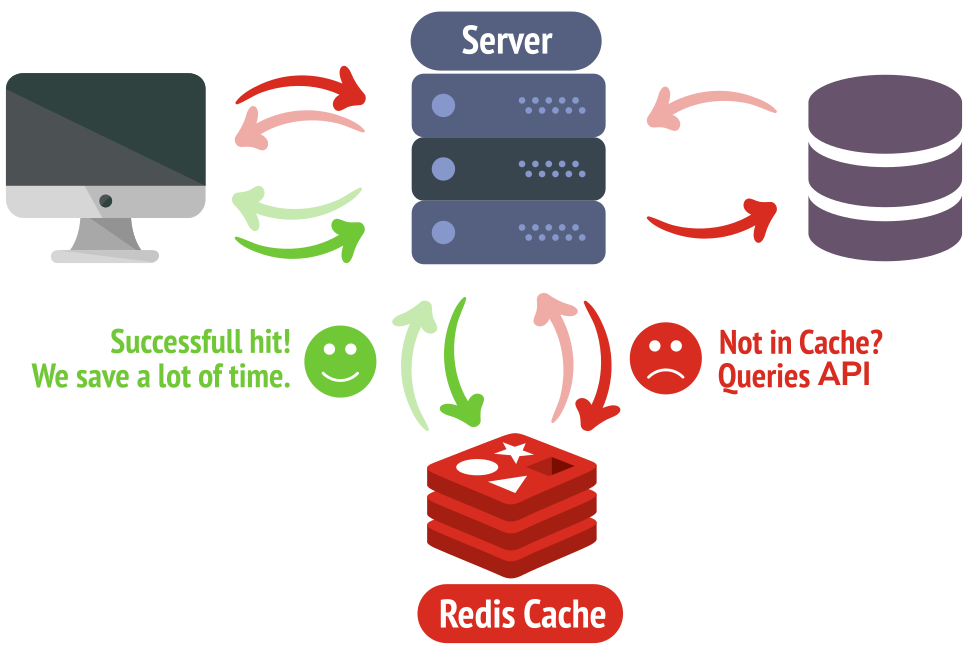 Server
Successfull hit!
We save a lot of time.
Not in Cache?
Queries API
Redis Cache